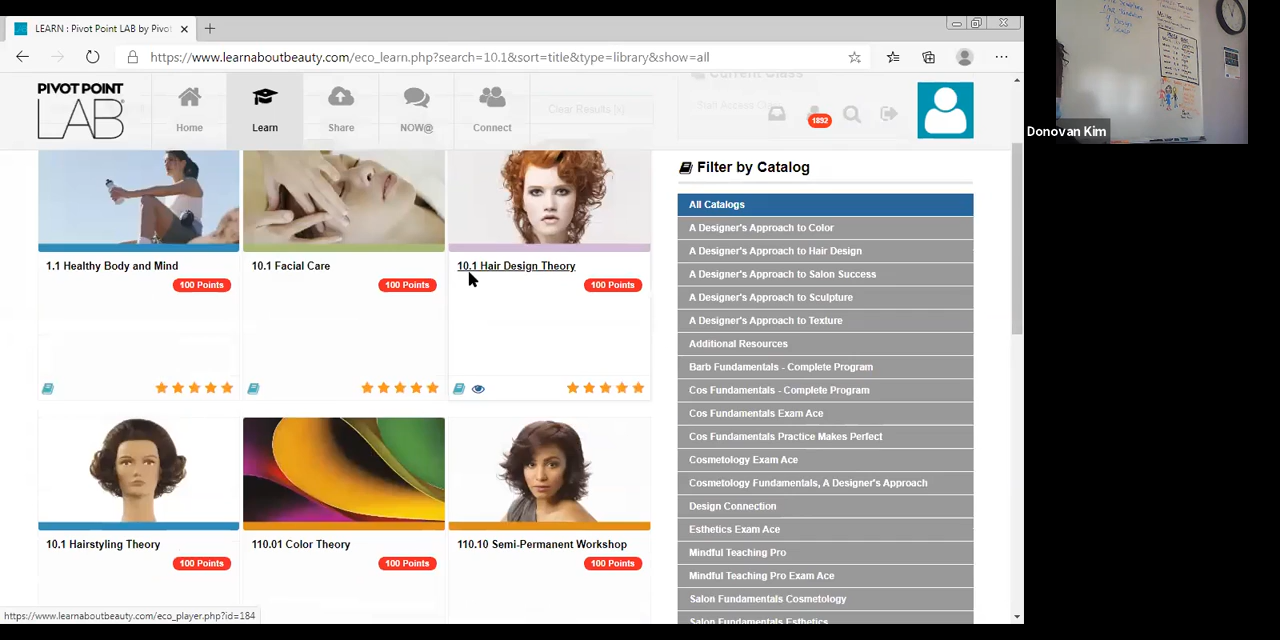 LEARN : Pivot Point LAB by Pivot
https://www.learnaboutbeauty.com/eco_learn.php?search=10.1&sort=title&type=library&show=all
PIVOT POINT
LAB
Home
Learn
Share
NOW@
Connect
Clear Results [x]
Current Class
Start Access
1892
Donovan Kim
Filter by Catalog
All Catalogs
A Designer's Approach to Color
A Designer's Approach to Hair Design
A Designer's Approach to Salon Success
A Designer's Approach to Sculpture
A Designer's Approach to Texture
Additional Resources
Barb Fundamentals - Complete Program
Cos Fundamentals - Complete Program
Cos Fundamentals Exam Ace
Cos Fundamentals Practice Makes Perfect
Cosmetology Exam Ace
Cosmetology Fundamentals, A Designer's Approach
Design Connection
Esthetics Exam Ace
Mindful Teaching Pro
Mindful Teaching Pro Exam Ace
Salon Fundamentals Cosmetology
Salon Fundamentals Esthetics
1.1 Healthy Body and Mind
100 Points
10.1 Facial Care
100 Points
10.1 Hair Design Theory
100 Points
10.1 Hairstyling Theory
100 Points
110.01 Color Theory
100 Points
110.10 Semi-Permanent Workshop
100 Points
https://www.learnaboutbeauty.com/eco_player.php?id=184